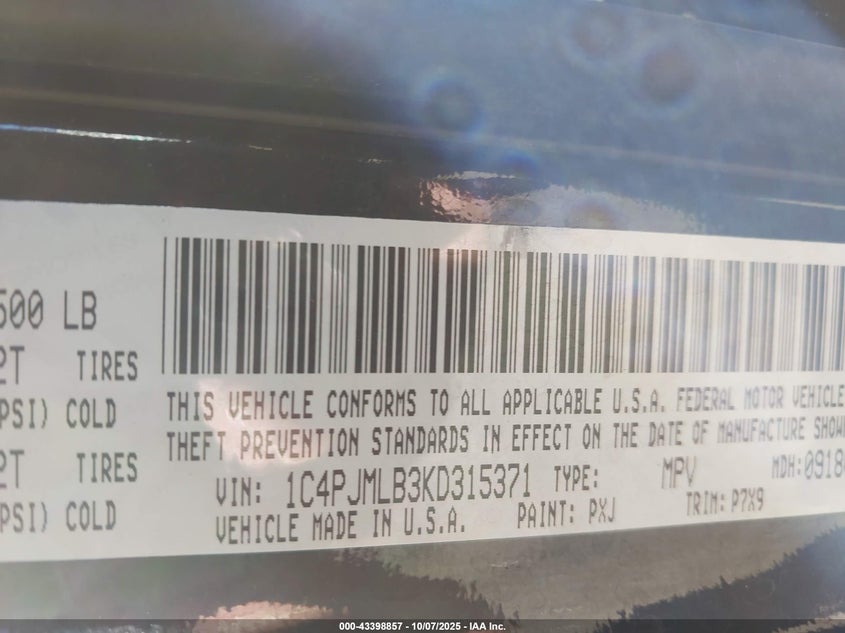 500 LB
2T TIRES
PSI) COLD
2T TIRES
PSI) COLD
THIS VEHICLE CONFORMS TO ALL APPLICABLE U.S.A. FEDERAL MOTOR VEHICLE
THEFT PREVENTION STANDARDS IN EFFECT ON THE DATE OF MANUFACTURE SHOW
VIN: 1C4PJMLB3KD315371 TYPE: MPV MDH:0918
VEHICLE MADE IN U.S.A. PAINT: PXJ TRIM: P7X9
000-43398857 - 10/07/2025 - IAA Inc.